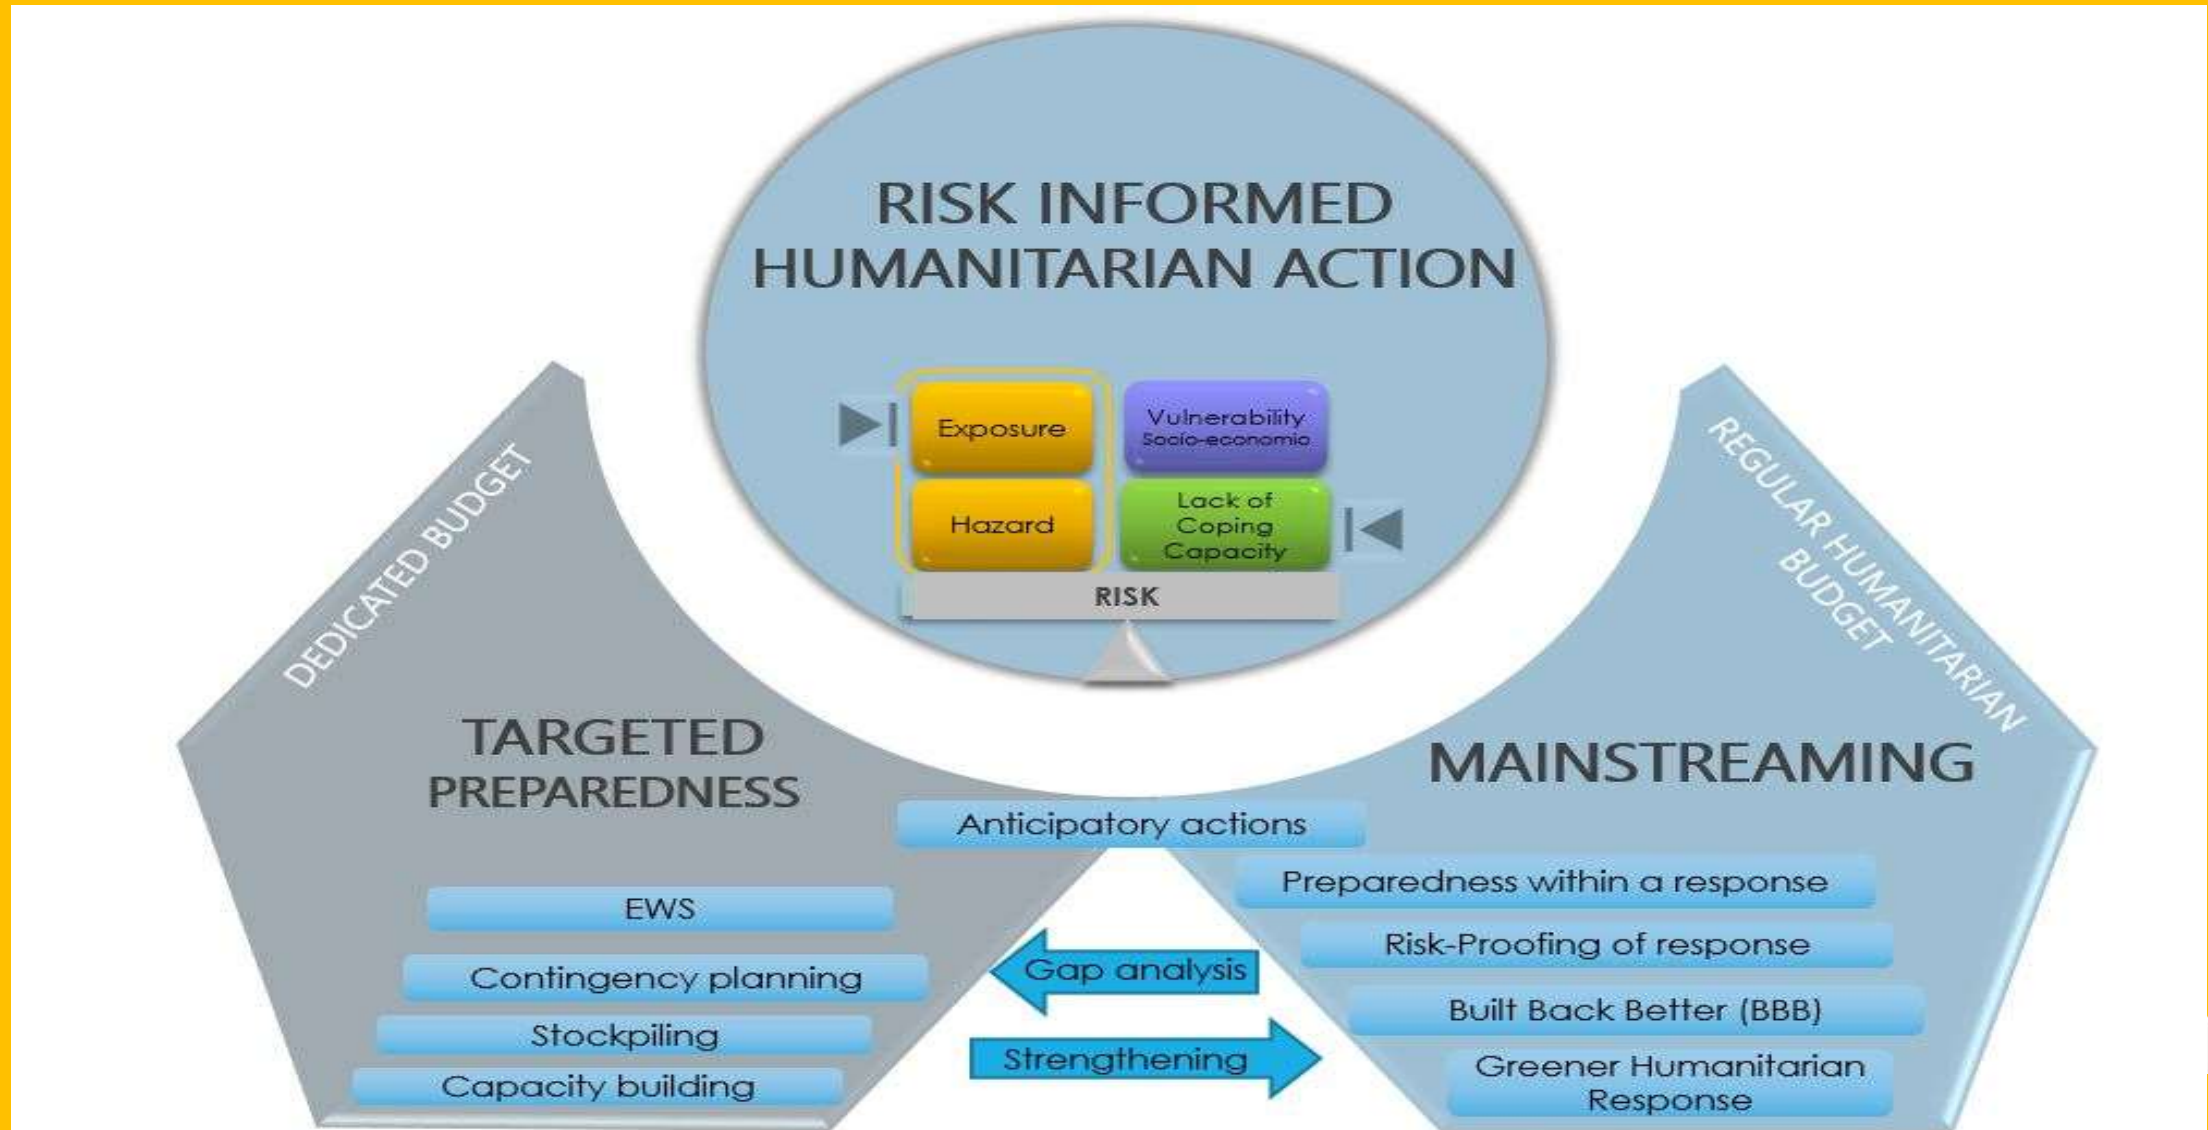 RISK INFORMED
HUMANITARIAN ACTION
Exposure
Vulnerability
Socio-economic
Hazard
Lack of
Coping
Capacity
RISK
DEDICATED BUDGET
TARGETED
PREPAREDNESS
REGULAR HUMANITARIAN
BUDGET
MAINSTREAMING
Anticipatory actions
EWS
Contingency planning
Stockpiling
Capacity building
Gap analysis
Strengthening
Preparedness within a response
Risk-Proofing of response
Built Back Better (BBB)
Greener Humanitarian
Response